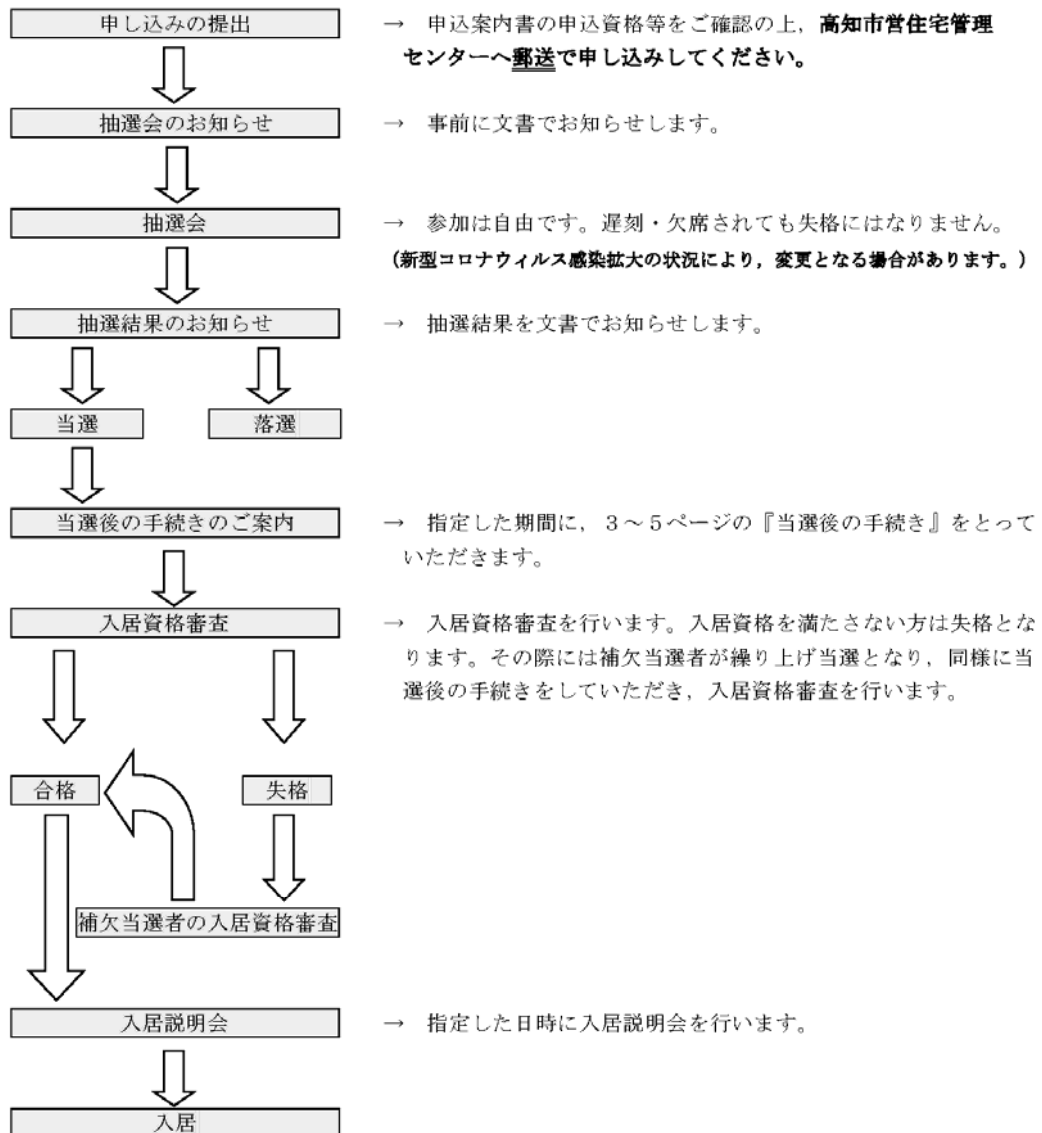 申し込みの提出
→ 申込案内書の申込資格等をご確認の上，高知市営住宅管理
センターへ郵送で申し込みしてください。
抽選会のお知らせ
→ 事前に文書でお知らせします。
抽選会
→ 参加は自由です。遅刻・欠席されても失格にはなりません。
（新型コロナウィルス感染拡大の状況により，変更となる場合があります。）
抽選結果のお知らせ
→ 抽選結果を文書でお知らせします。
当選
落選
当選後の手続きのご案内
→ 指定した期間に，３～５ページの『当選後の手続き』をとって
いただきます。
入居資格審査
→ 入居資格審査を行います。入居資格を満たさない方は失格とな
ります。その際には補欠当選者が繰り上げ当選となり，同様に当
選後の手続きをしていただき，入居資格審査を行います。
合格
失格
補欠当選者の入居資格審査
入居説明会
→ 指定した日時に入居説明会を行います。
入居